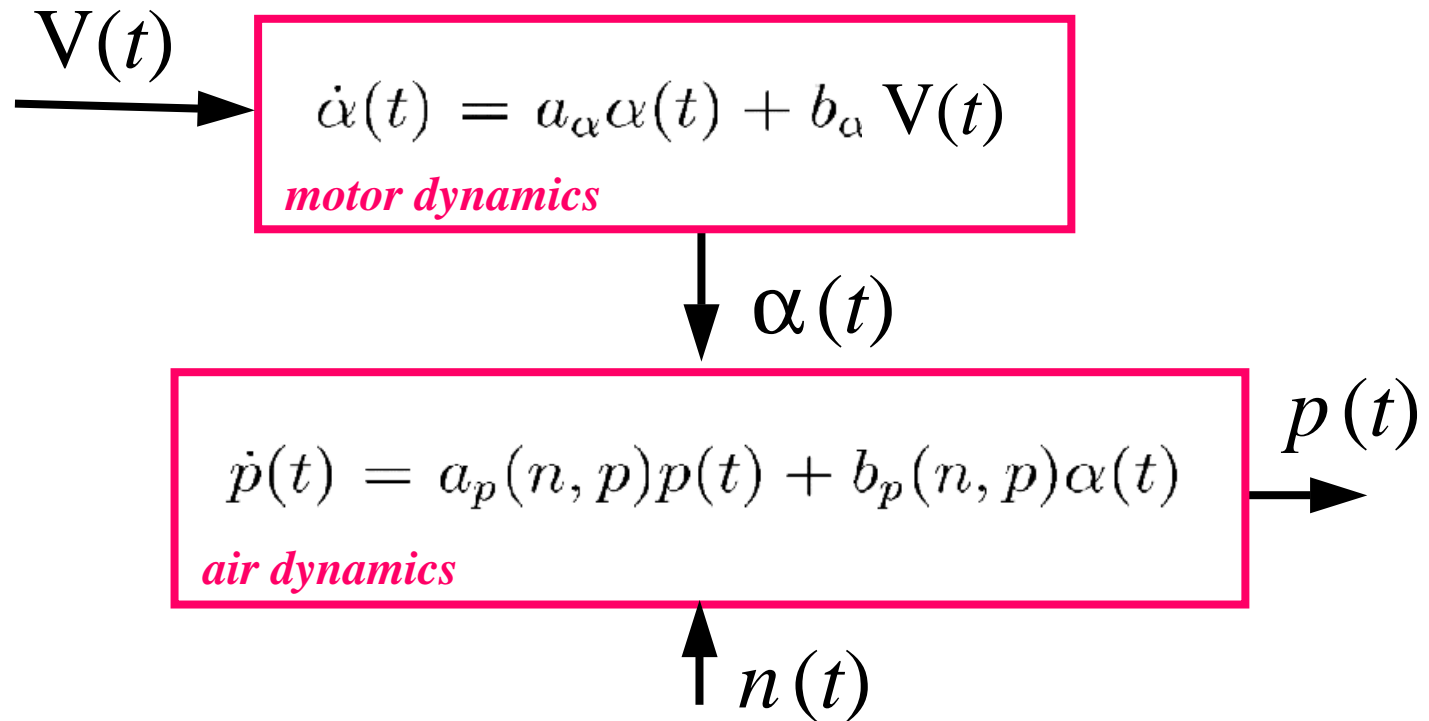 V(t)
α̇(t) = a_α α(t) + b_α V(t)
motor dynamics
α(t)
ṗ(t) = a_p(n, p)p(t) + b_p(n, p)α(t)
p(t)
air dynamics
n(t)